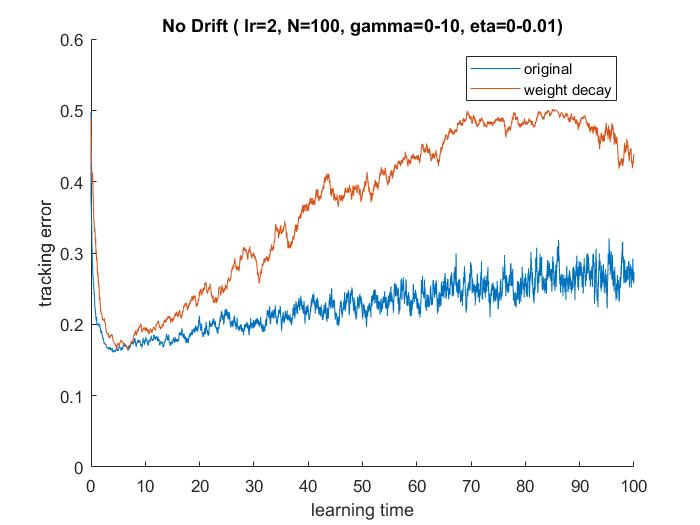 No Drift ( lr=2, N=100, gamma=0-10, eta=0-0.01)
original
weight decay
0.6
0.5
0.4
0.3
0.2
0.1
0
tracking error
0 10 20 30 40 50 60 70 80 90 100
learning time